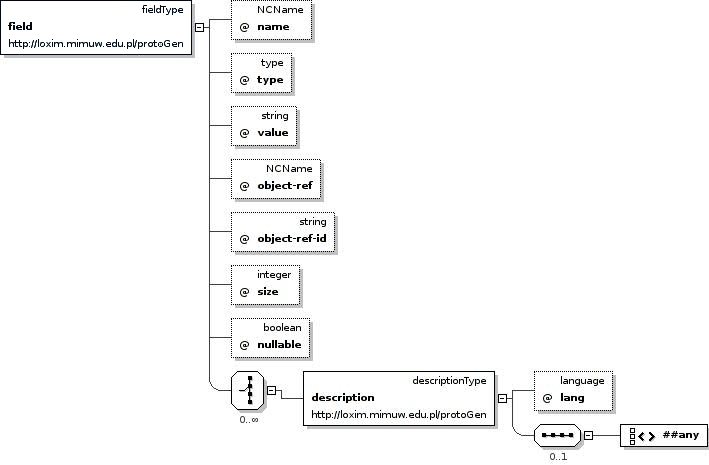 fieldType
field
http://loxim.mimuw.edu.pl/protoGen
NCName
@ name
type
@ type
string
@ value
NCName
@ object-ref
string
@ object-ref-id
integer
@ size
boolean
@ nullable
0..∞
descriptionType
description
http://loxim.mimuw.edu.pl/protoGen
language
@ lang
0..1
##any